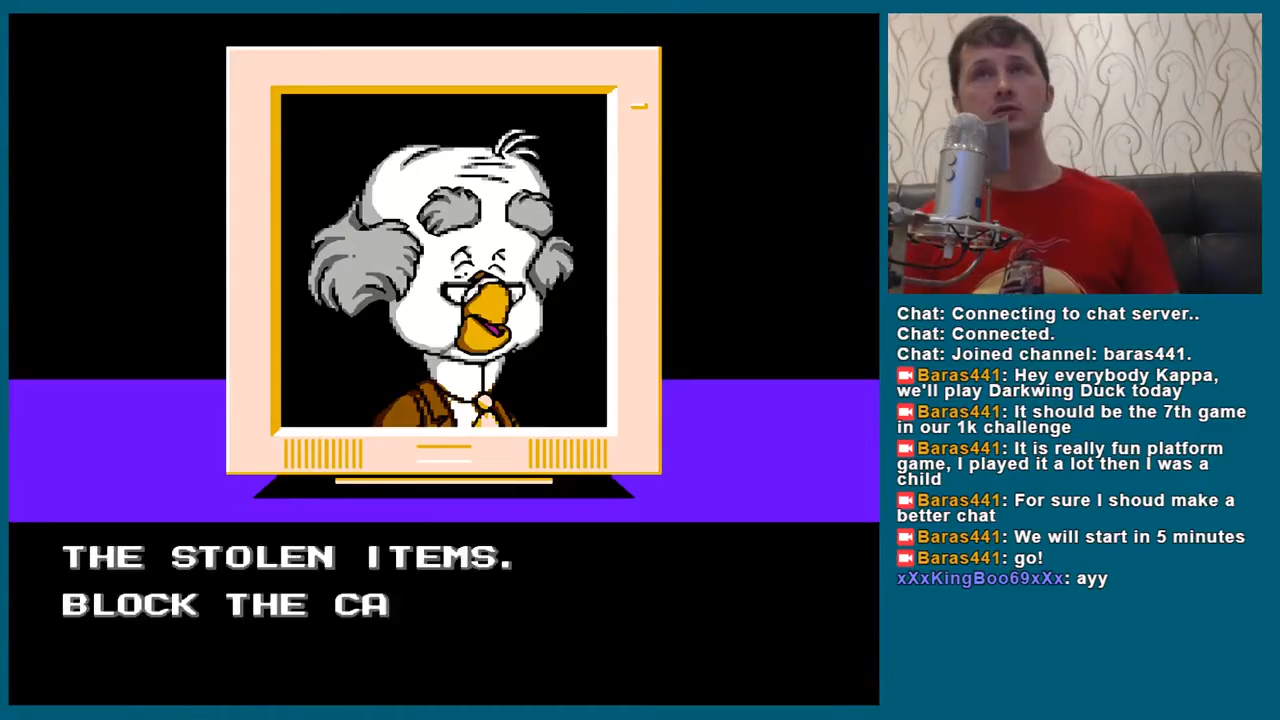 THE STOLEN ITEMS.
BLOCK THE CA
Chat: Connecting to chat server..
Chat: Connected.
Chat: Joined channel: baras441.
Baras441: Hey everybody Kappa,
we'll play Darkwing Duck today
Baras441: It should be the 7th game
in our 1k challenge
Baras441: It is really fun platform
game, I played it a lot then I was a
child
Baras441: For sure I shoud make a
better chat
Baras441: We will start in 5 minutes
Baras441: go!
xXxKingBoo69xXx: ayy